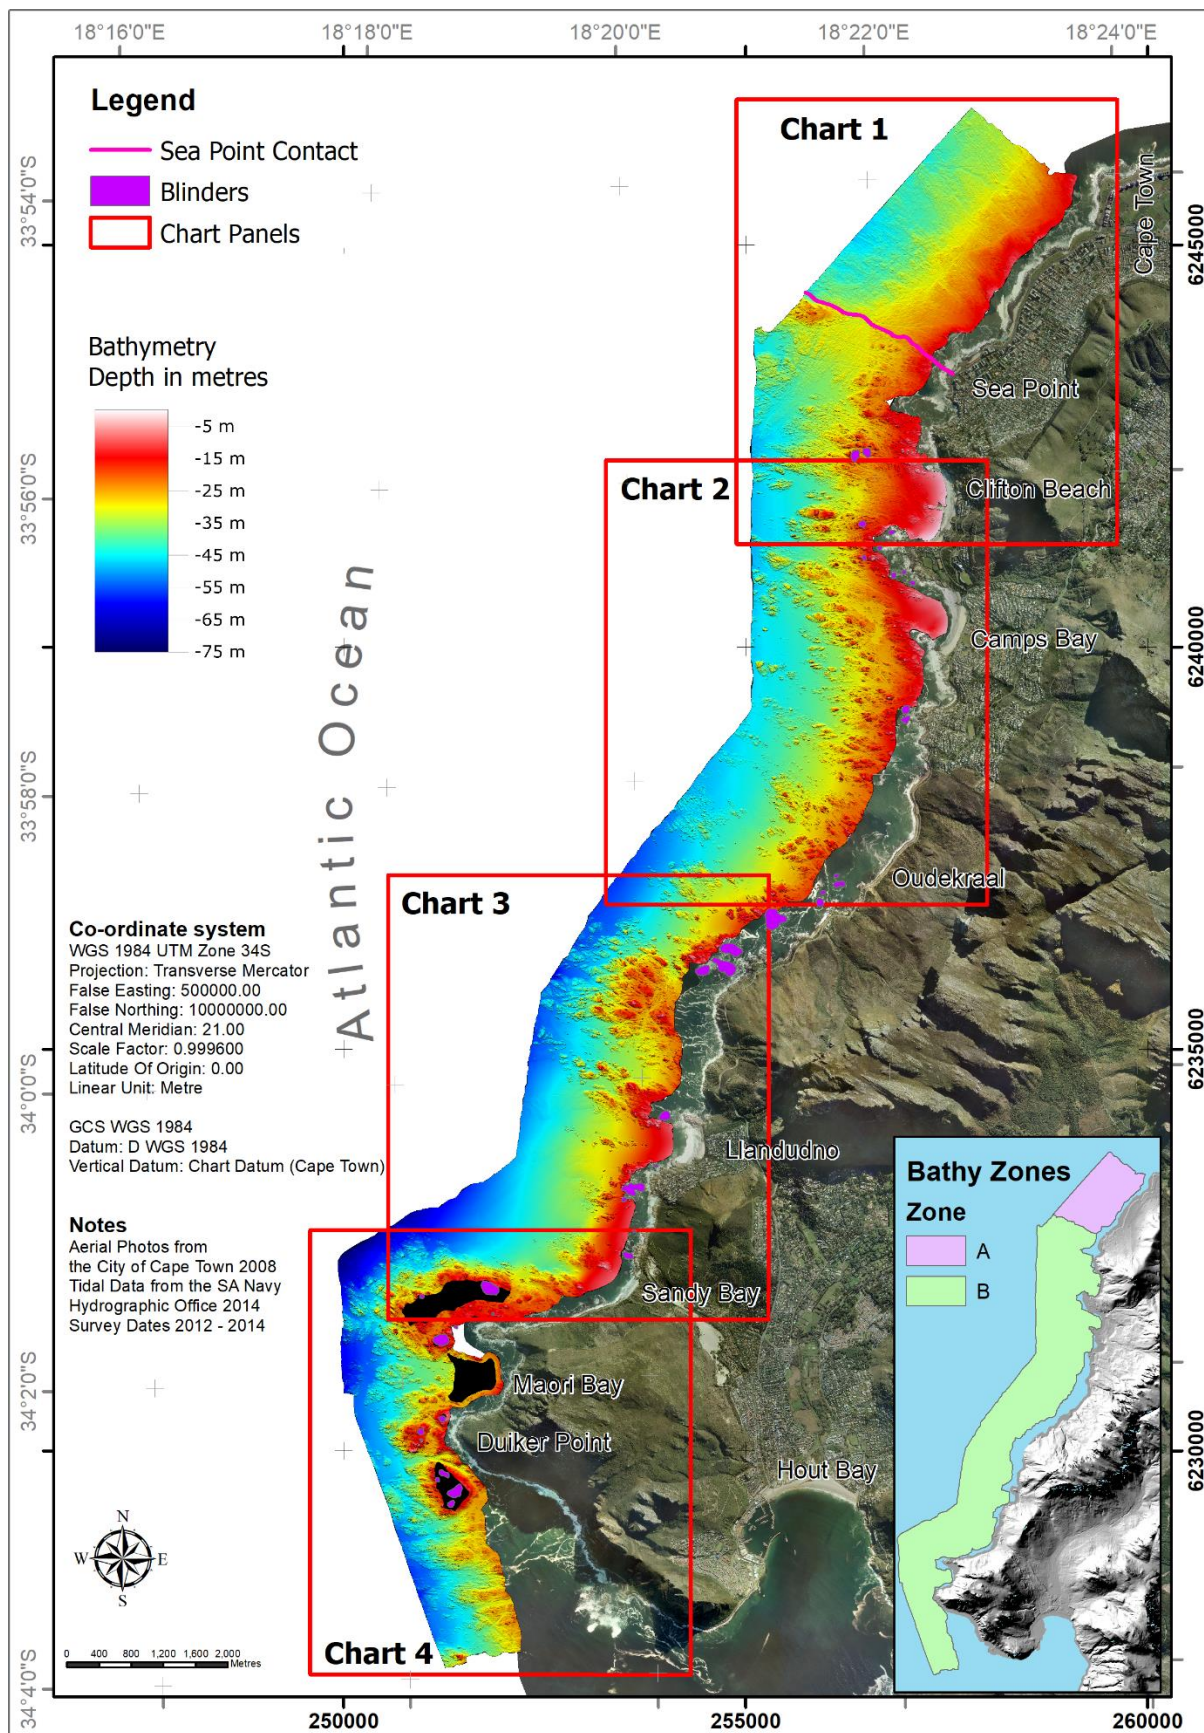 18°16'0"E
18°18'0"E
18°20'0"E
18°22'0"E
18°24'0"E
Legend
Sea Point Contact
Blinders
Chart Panels
Bathymetry
Depth in metres
-5 m
-15 m
-25 m
-35 m
-45 m
-55 m
-65 m
-75 m
Chart 1
Cape Town
Sea Point
Chart 2
Clifton Beach
Camps Bay
Oudekraal
Atlantic Ocean
Chart 3
Llandudno
Sandy Bay
Maori Bay
Duiker Point
Hout Bay
Chart 4
Co-ordinate system
WGS 1984 UTM Zone 34S
Projection: Transverse Mercator
False Easting: 500000.00
False Northing: 10000000.00
Central Meridian: 21.00
Scale Factor: 0.999600
Latitude Of Origin: 0.00
Linear Unit: Metre
GCS WGS 1984
Datum: D WGS 1984
Vertical Datum: Chart Datum (Cape Town)
Notes
Aerial Photos from
the City of Cape Town 2008
Tidal Data from the SA Navy
Hydrographic Office 2014
Survey Dates 2012 - 2014
N
W
E
S
0 400 800 1,200 1,600 2,000
Metres
Bathy Zones
Zone
A
B
33°54'0"S
33°56'0"S
33°58'0"S
34°0'0"S
34°2'0"S
34°4'0"S
6245000
6240000
6235000
6230000
250000
255000
260000